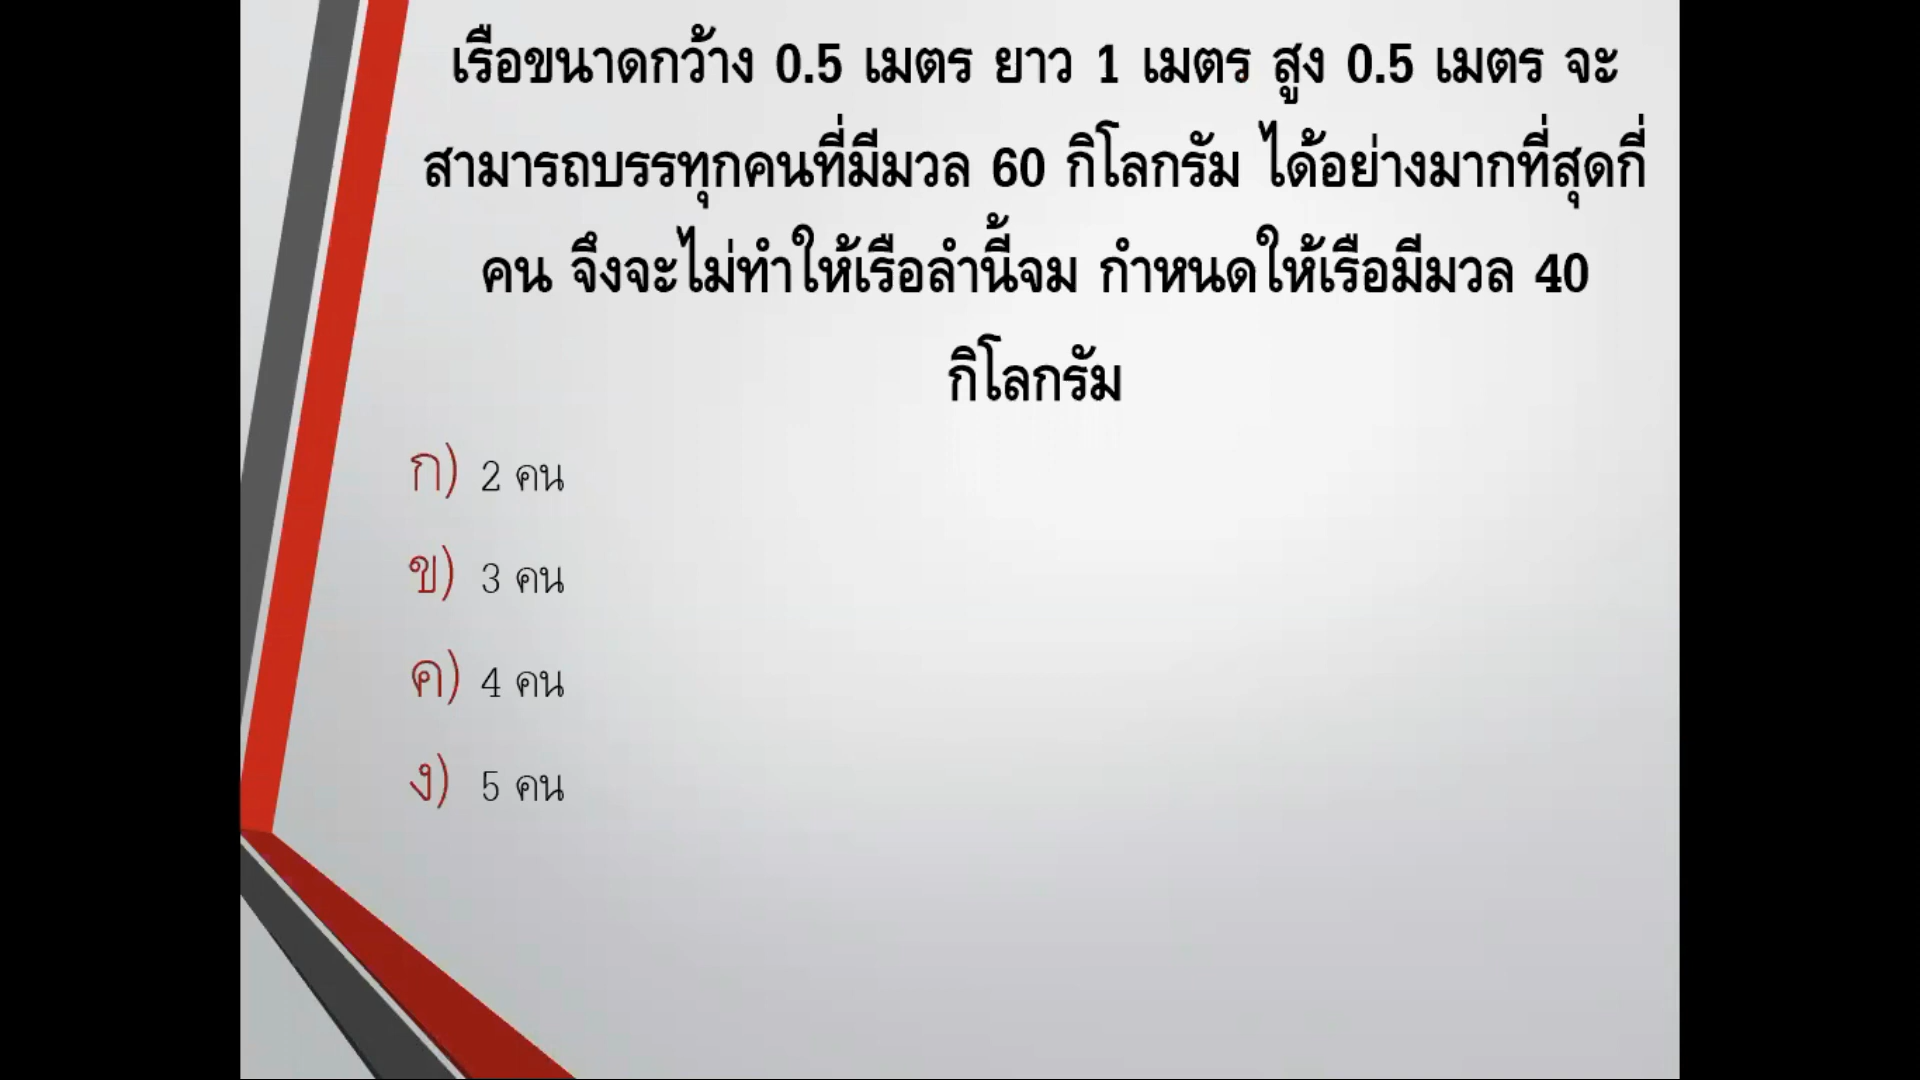 เรือขนาดกว้าง 0.5 เมตร ยาว 1 เมตร สูง 0.5 เมตร จะ
สามารถบรรทุกคนที่มีมวล 60 กิโลกรัม ได้อย่างมากที่สุดกี่
คน จึงจะไม่ทำให้เรือลำนี้จม กำหนดให้เรือมีมวล 40
กิโลกรัม
ก) 2 คน
ข) 3 คน
ค) 4 คน
ง) 5 คน